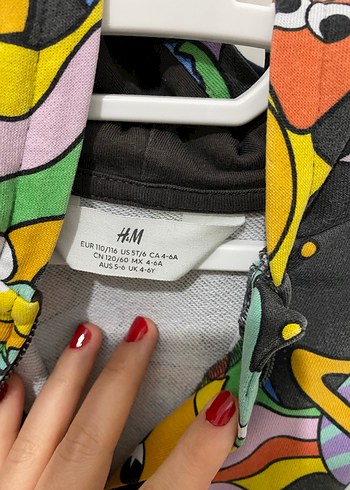 H&M
EUR 110/116 US 5T/6 CA 4-6A
CN 120/60 MX 4-6A
AUS 5-6 UK 4-6Y